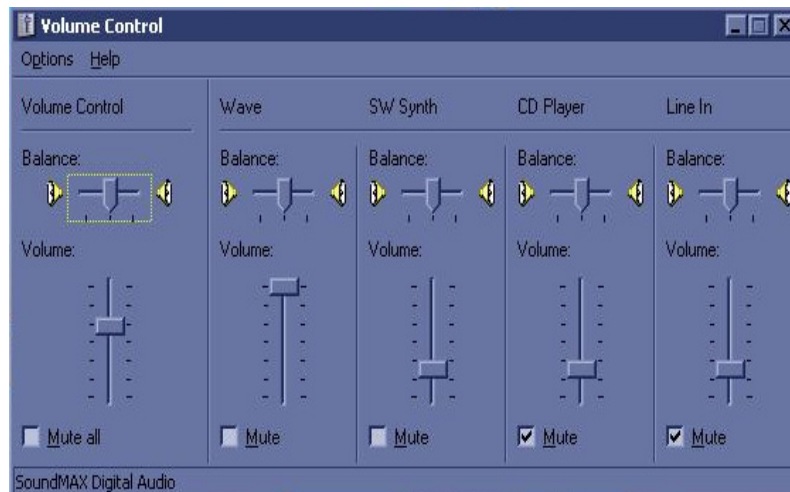 Volume Control
Options Help
Volume Control Wave SW Synth CD Player Line In
Balance: Balance: Balance: Balance: Balance:
Volume: Volume: Volume: Volume: Volume:
Mute all Mute Mute Mute Mute
SoundMAX Digital Audio